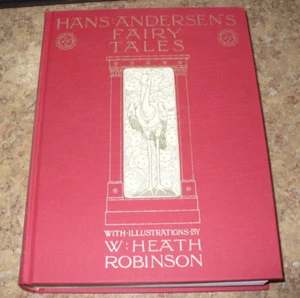 HANS·ANDERSEN'S
FAIRY
TALES
WITH·ILLUSTRATIONS·BY
W: HEATH
ROBINSON